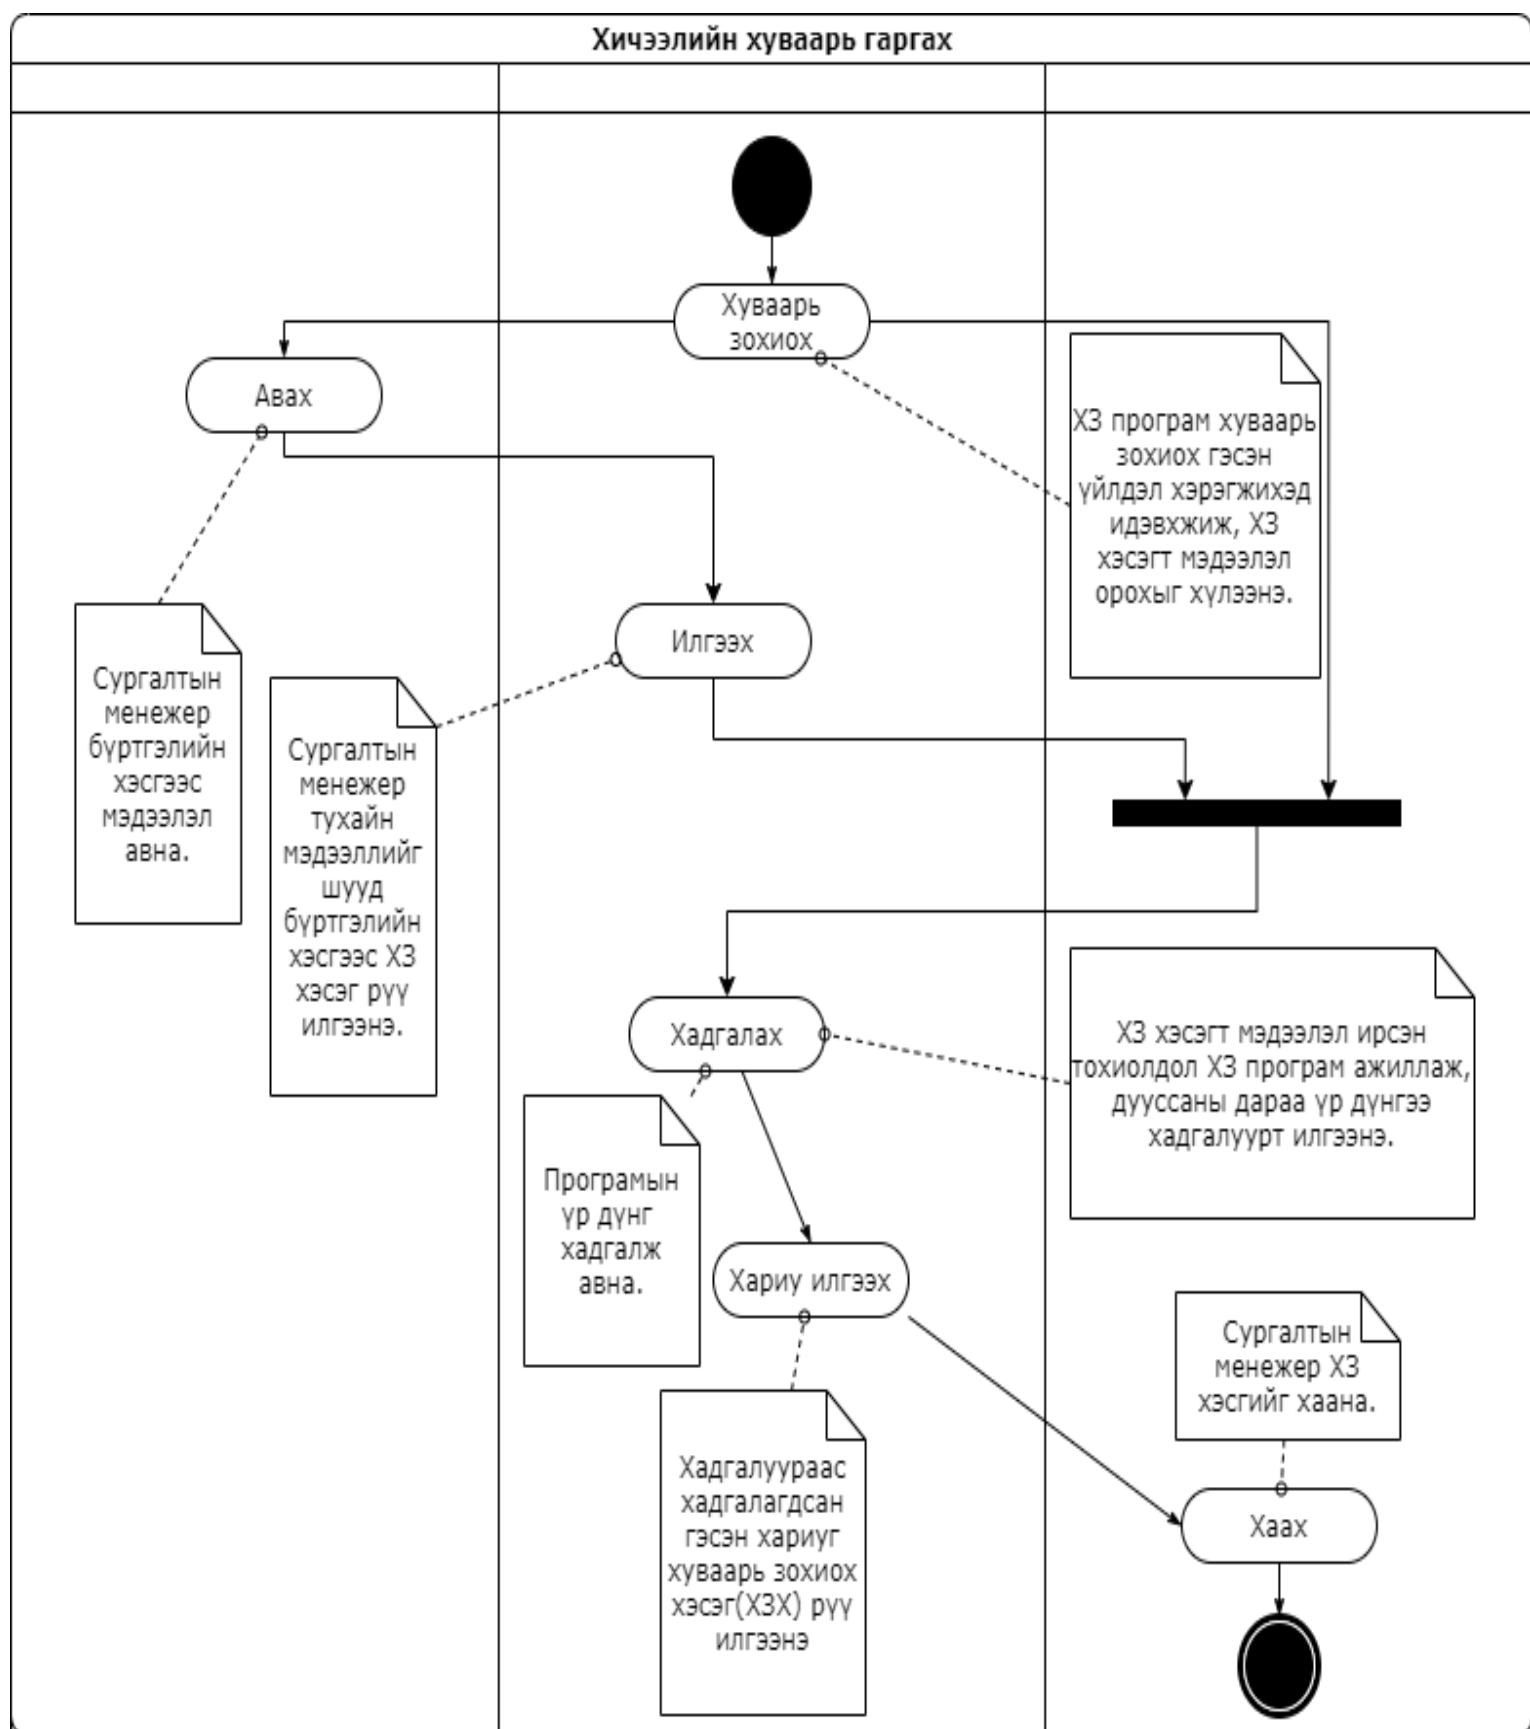 Хичээлийн хуваарь гаргах
Хуваарь
зохиох
Авах
ХЗ програм хуваарь
зохиох гэсэн
үйлдэл хэрэгжихэд
идэвхжиж, ХЗ
хэсэгт мэдээлэл
орохыг хүлээнэ.
Илгээх
Сургалтын
менежер
бүртгэлийн
хэсгээс
мэдээлэл
авна.
Сургалтын
менежер
тухайн
мэдээллийг
шууд
бүртгэлийн
хэсгээс ХЗ
хэсэг рүү
илгээнэ.
Хадгалах
ХЗ хэсэгт мэдээлэл ирсэн
тохиолдол ХЗ програм ажиллаж,
дууссаны дараа үр дүнгээ
хадгалуурт илгээнэ.
Програмын
үр дүнг
хадгалж
авна.
Хариу илгээх
Сургалтын
менежер ХЗ
хэсгийг хаана.
Хадгалуураас
хадгалагдсан
гэсэн хариуг
хуваарь зохиох
хэсэг(ХЗХ) рүү
илгээнэ
Хаах